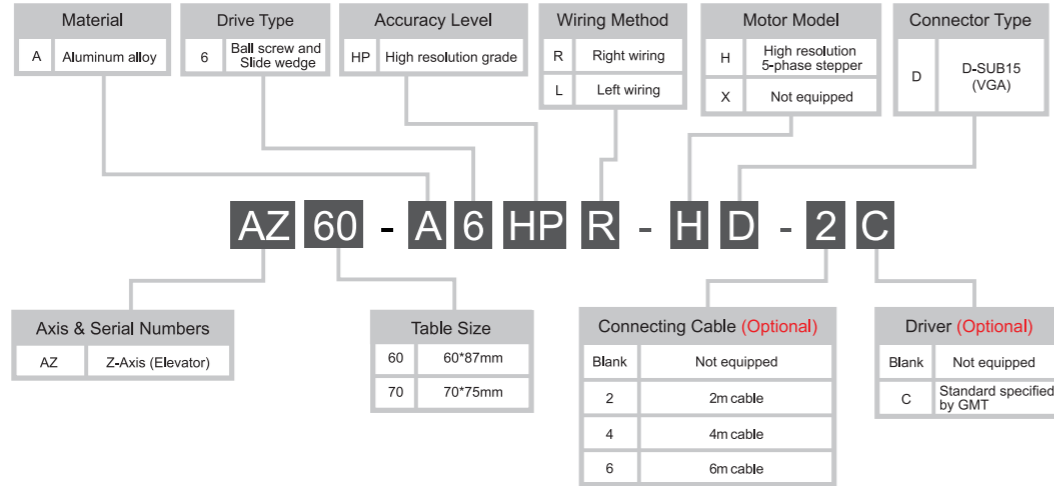 Material
A Aluminum alloy
Drive Type
6 Ball screw and
Slide wedge
Accuracy Level
HP High resolution grade
Wiring Method
R Right wiring
L Left wiring
Motor Model
H High resolution
5-phase stepper
X Not equipped
Connector Type
D D-SUB15
(VGA)
AZ 60 - A 6 HP R - H D - 2 C
Axis & Serial Numbers
AZ Z-Axis (Elevator)
Table Size
60 60*87mm
70 70*75mm
Connecting Cable (Optional)
Blank Not equipped
2 2m cable
4 4m cable
6 6m cable
Driver (Optional)
Blank Not equipped
C Standard specified
by GMT